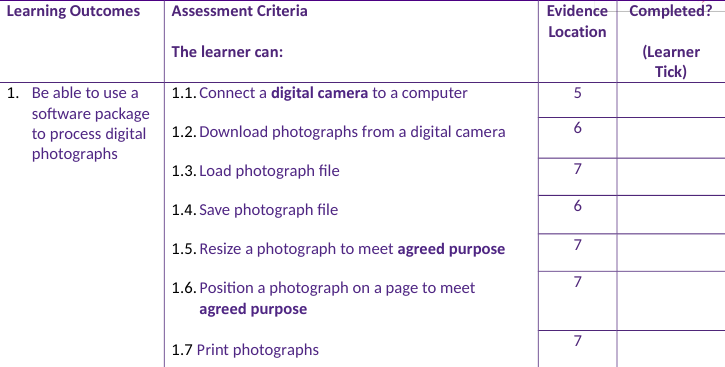 Learning Outcomes Assessment Criteria Evidence Completed?
Location
The learner can: (Learner
Tick)
1. Be able to use a 1.1. Connect a digital camera to a computer 5
software package
to process digital 1.2. Download photographs from a digital camera 6
photographs
1.3. Load photograph file 7
1.4. Save photograph file 6
1.5. Resize a photograph to meet agreed purpose 7
1.6. Position a photograph on a page to meet 7
agreed purpose
1.7 Print photographs 7